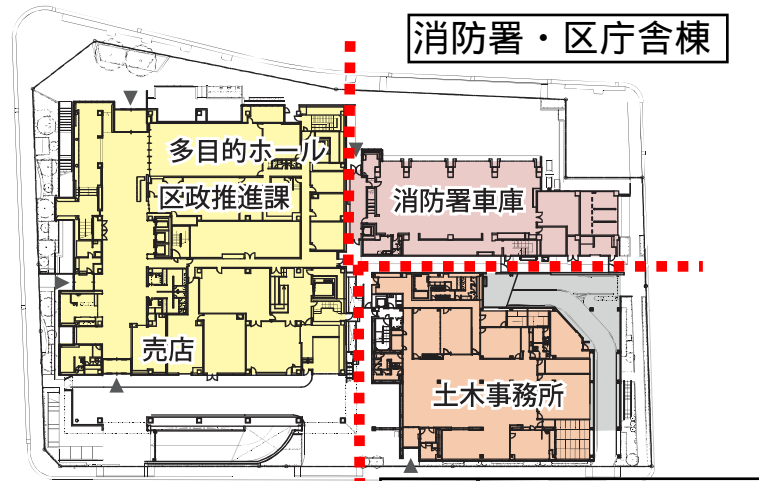 消防署・区庁舎棟
多目的ホール
区政推進課
消防署車庫
売店
土木事務所